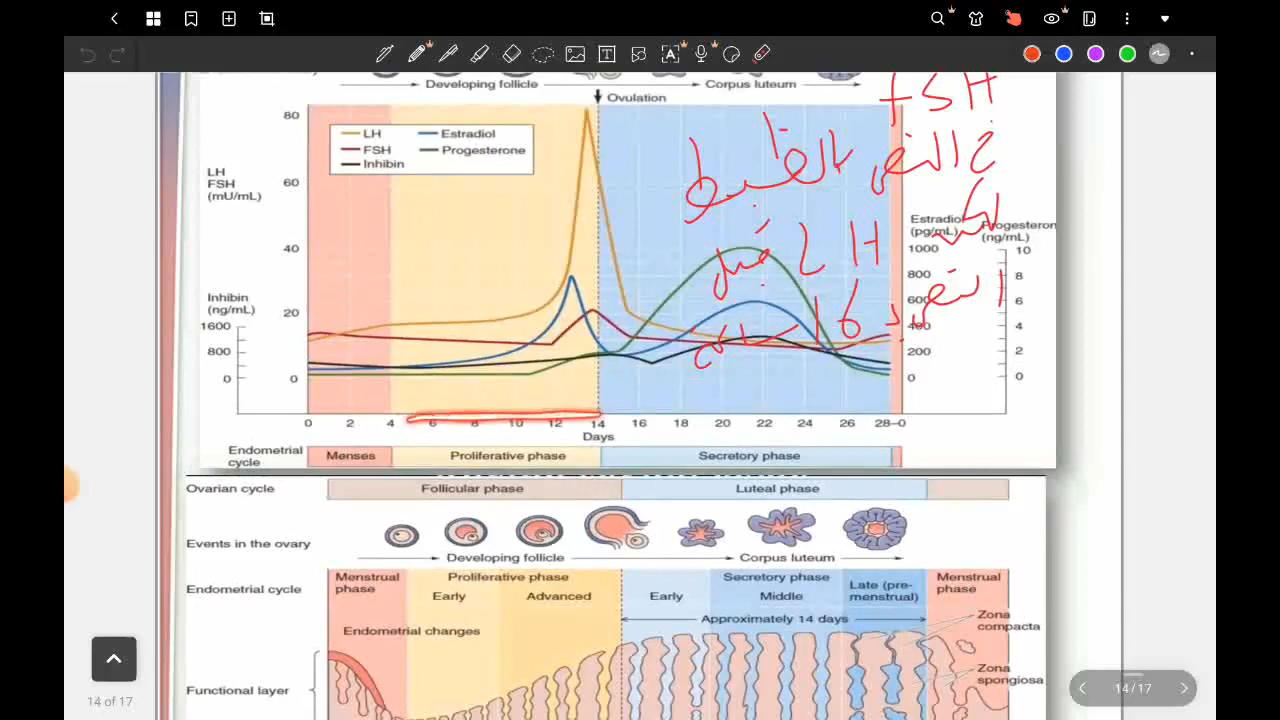 Developing follicle
Corpus luteum
Ovulation
80
LH
Estradiol
FSH
Progesterone
Inhibin
LH
FSH
(mU/mL)
60
40
20
0
Inhibin
(ng/mL)
1600
800
0
FSH
LH
16
Estradiol
(pg/mL)
1000
800
600
400
200
0
Progesterone
(ng/mL)
10
8
6
4
2
0
0 2 4 6 8 10 12 14 16 18 20 22 24 26 28–0
Days
Endometrial
cycle
Menses
Proliferative phase
Secretory phase
Ovarian cycle
Follicular phase
Luteal phase
Events in the ovary
Developing follicle
Corpus luteum
Endometrial cycle
Menstrual
phase
Proliferative phase
Early
Advanced
Secretory phase
Early
Middle
Late (pre-
menstrual)
Menstrual
phase
Approximately 14 days
Zona
compacta
Endometrial changes
Zona
spongiosa
Functional layer
14 of 17
14/17